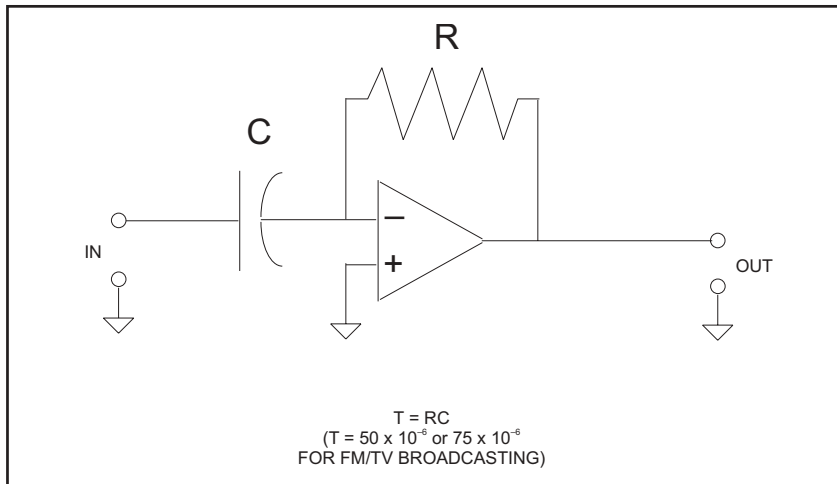 R
C
−
+
IN
OUT
T = RC
(T = 50 x 10⁻⁶ or 75 x 10⁻⁶
FOR FM/TV BROADCASTING)